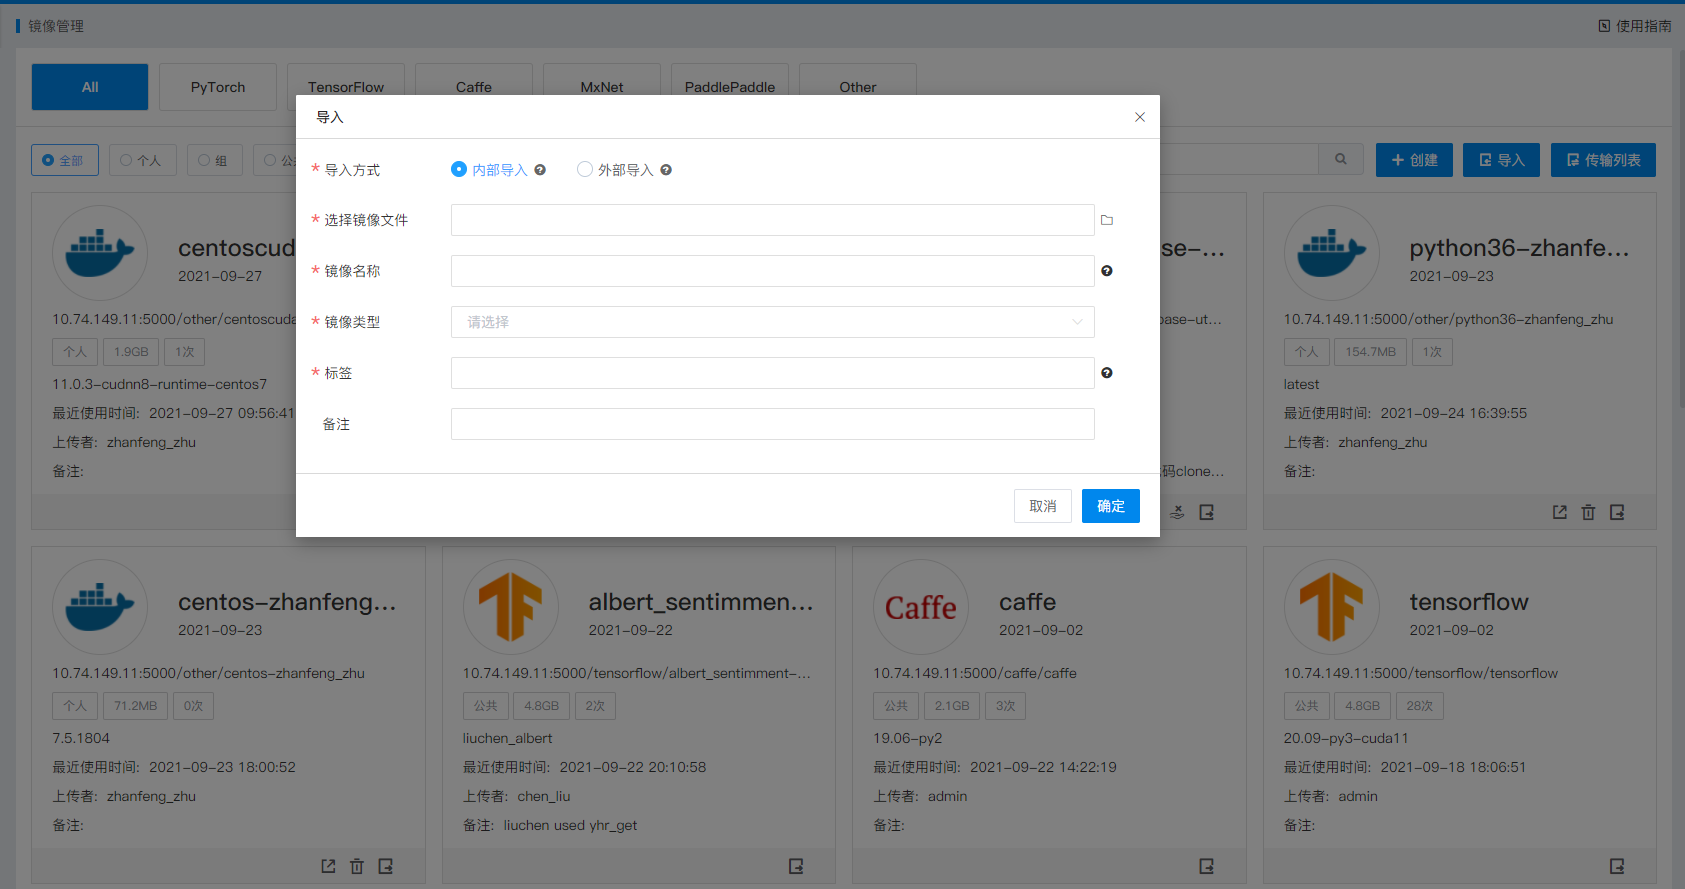 镜像管理
使用指南
All
PyTorch
TensorFlow
Caffe
MxNet
PaddlePaddle
Other
全部
个人
组
创建
导入
传输列表
导入
* 导入方式
内部导入
外部导入
* 选择镜像文件
* 镜像名称
* 镜像类型
请选择
* 标签
备注
取消
确定
centoscud
2021-09-27
10.74.149.11:5000/other/centoscuda
个人
1.9GB
1次
11.0.3-cudnn8-runtime-centos7
最近使用时间: 2021-09-27 09:56:41
上传者: zhanfeng_zhu
备注:
se-...
base-ut...
码clone...
python36-zhanfe...
2021-09-23
10.74.149.11:5000/other/python36-zhanfeng_zhu
个人
154.7MB
1次
latest
最近使用时间: 2021-09-24 16:39:55
上传者: zhanfeng_zhu
备注:
centos-zhanfeng...
2021-09-23
10.74.149.11:5000/other/centos-zhanfeng_zhu
个人
71.2MB
0次
7.5.1804
最近使用时间: 2021-09-23 18:00:52
上传者: zhanfeng_zhu
备注:
albert_sentimmen...
2021-09-22
10.74.149.11:5000/tensorflow/albert_sentimment-...
公共
4.8GB
2次
liuchen_albert
最近使用时间: 2021-09-22 20:10:58
上传者: chen_liu
备注: liuchen used yhr_get
Caffe
caffe
2021-09-02
10.74.149.11:5000/caffe/caffe
公共
2.1GB
3次
19.06-py2
最近使用时间: 2021-09-22 14:22:19
上传者: admin
备注:
tensorflow
2021-09-02
10.74.149.11:5000/tensorflow/tensorflow
公共
4.8GB
28次
20.09-py3-cuda11
最近使用时间: 2021-09-18 18:06:51
上传者: admin
备注: